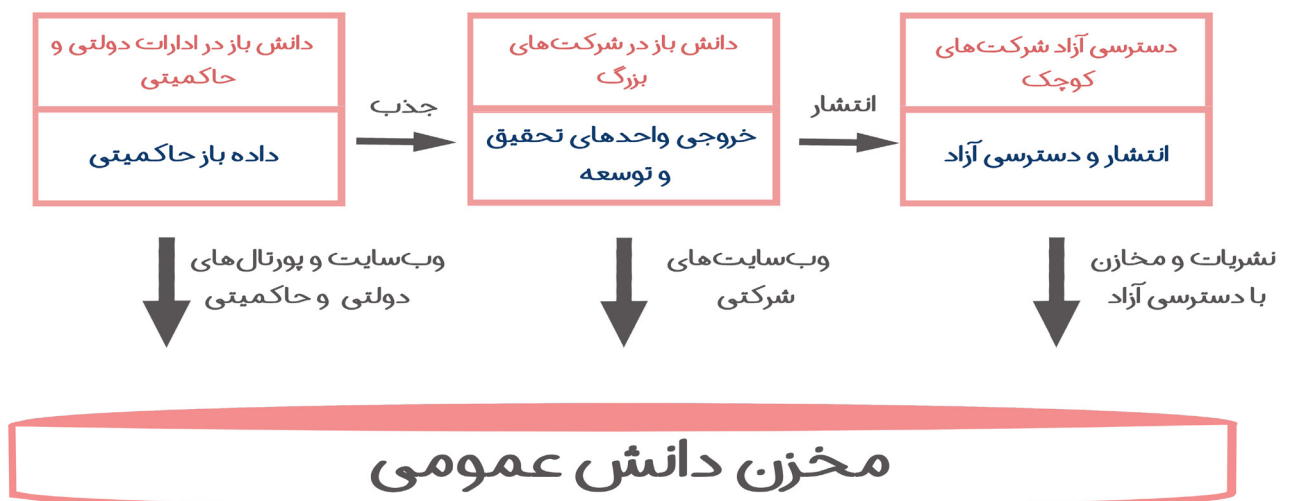 دسترسی آزاد شرکت‌های
کوچک
انتشار و دسترسی آزاد
انتشار
دانش باز در شرکت‌های
بزرگ
خروجی واحدهای تحقیق
و توسعه
جذب
دانش باز در ادارات دولتی و
حاکمیتی
داده باز حاکمیتی
نشریات و مخازن
با دسترسی آزاد
وب‌سایت‌های
شرکتی
وب‌سایت و پورتال‌های
دولتی و حاکمیتی
مخزن دانش عمومی